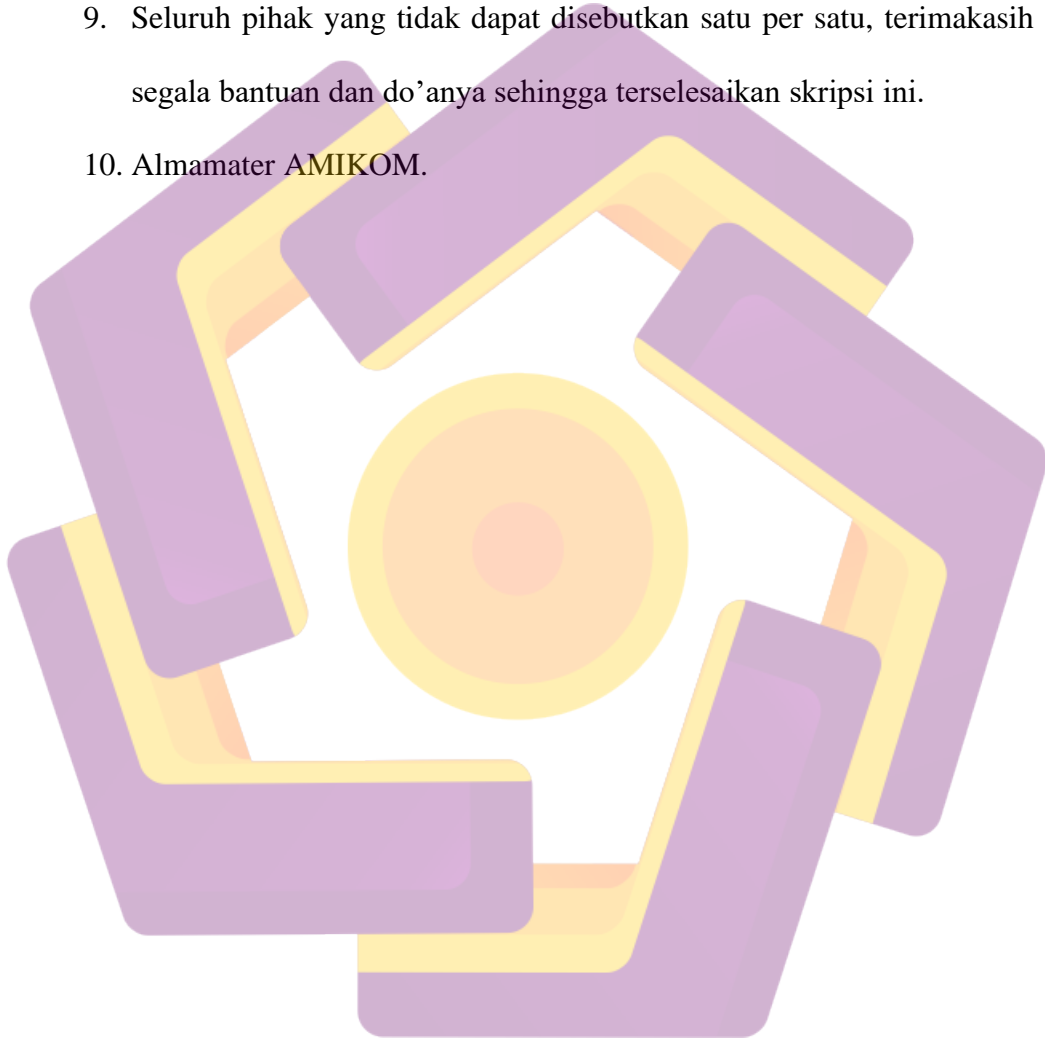 9. Seluruh pihak yang tidak dapat disebutkan satu per satu, terimakasih
segala bantuan dan do’anya sehingga terselesaikan skripsi ini.
10. Almamater AMIKOM.